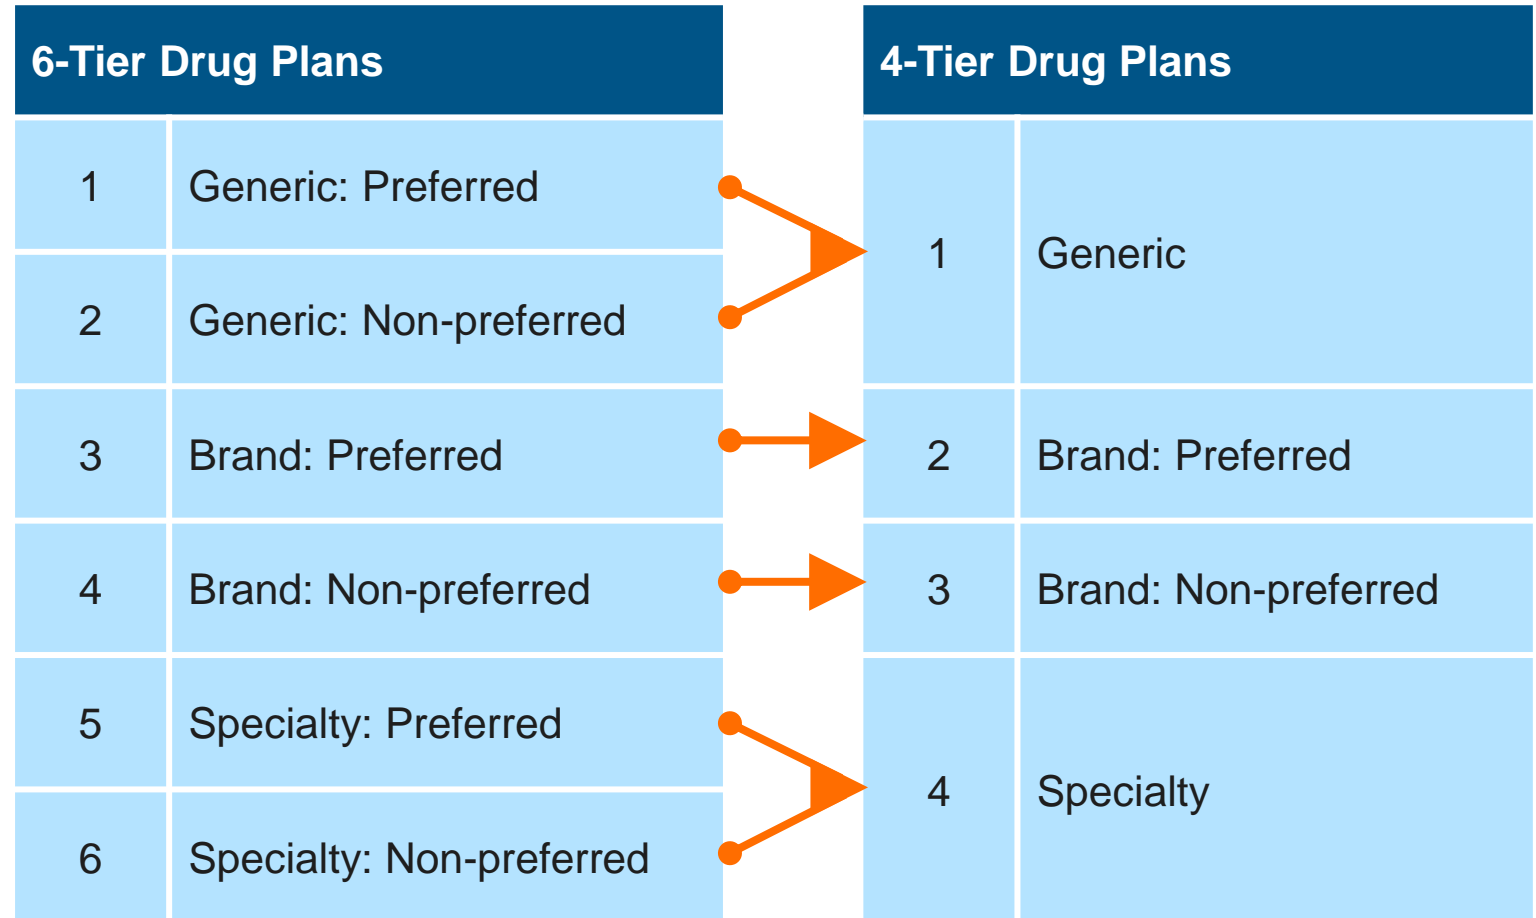 6-Tier Drug Plans
1 Generic: Preferred
2 Generic: Non-preferred
3 Brand: Preferred
4 Brand: Non-preferred
5 Specialty: Preferred
6 Specialty: Non-preferred
4-Tier Drug Plans
1 Generic
2 Brand: Preferred
3 Brand: Non-preferred
4 Specialty